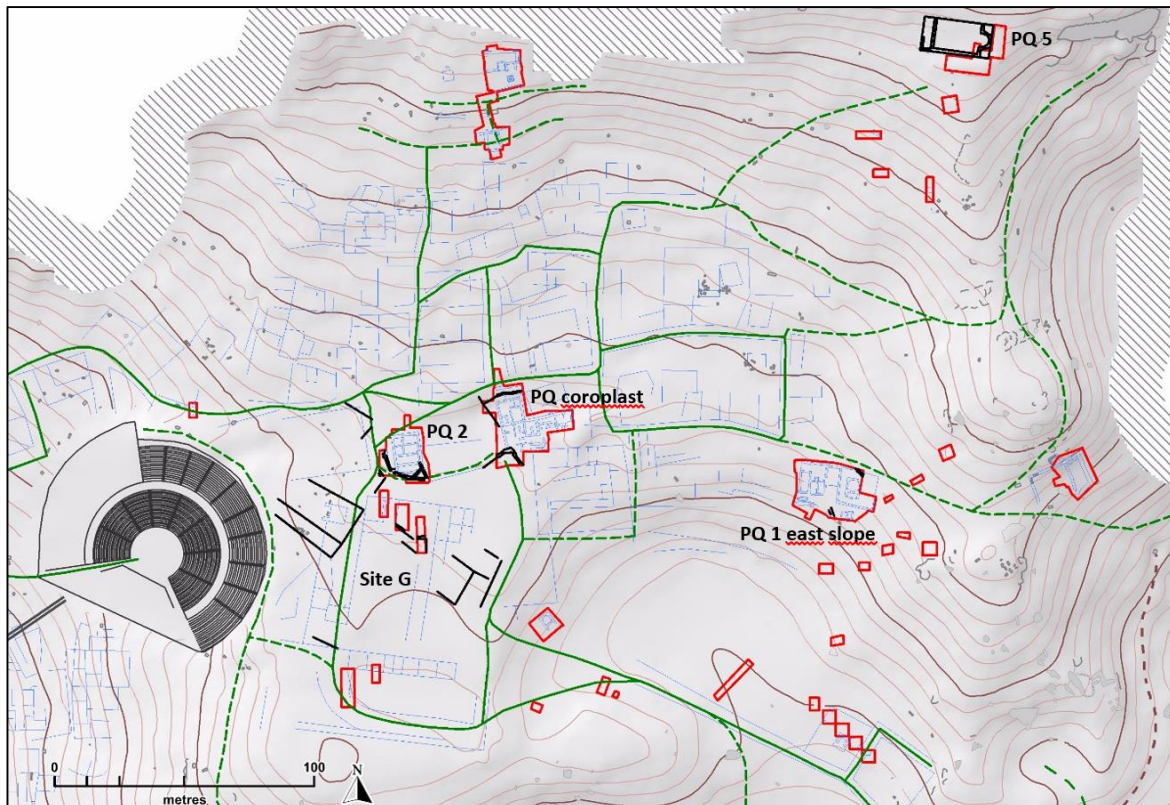 PQ 5
PQ coroplast
PQ 2
PQ 1 east slope
Site G
0 100
metres
N